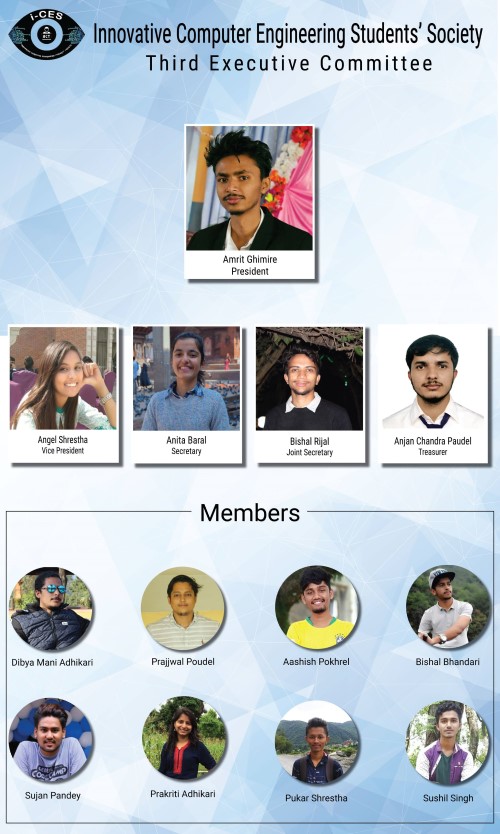 i-CES
Innovative Computer Engineering Students' Society
Third Executive Committee
Amrit Ghimire
President
Angel Shrestha
Vice President
Anita Baral
Secretary
Bishal Rijal
Joint Secretary
Anjan Chandra Paudel
Treasurer
Members
Dibya Mani Adhikari
Prajjwal Poudel
Aashish Pokhrel
Bishal Bhandari
Sujan Pandey
Prakriti Adhikari
Pukar Shrestha
Sushil Singh